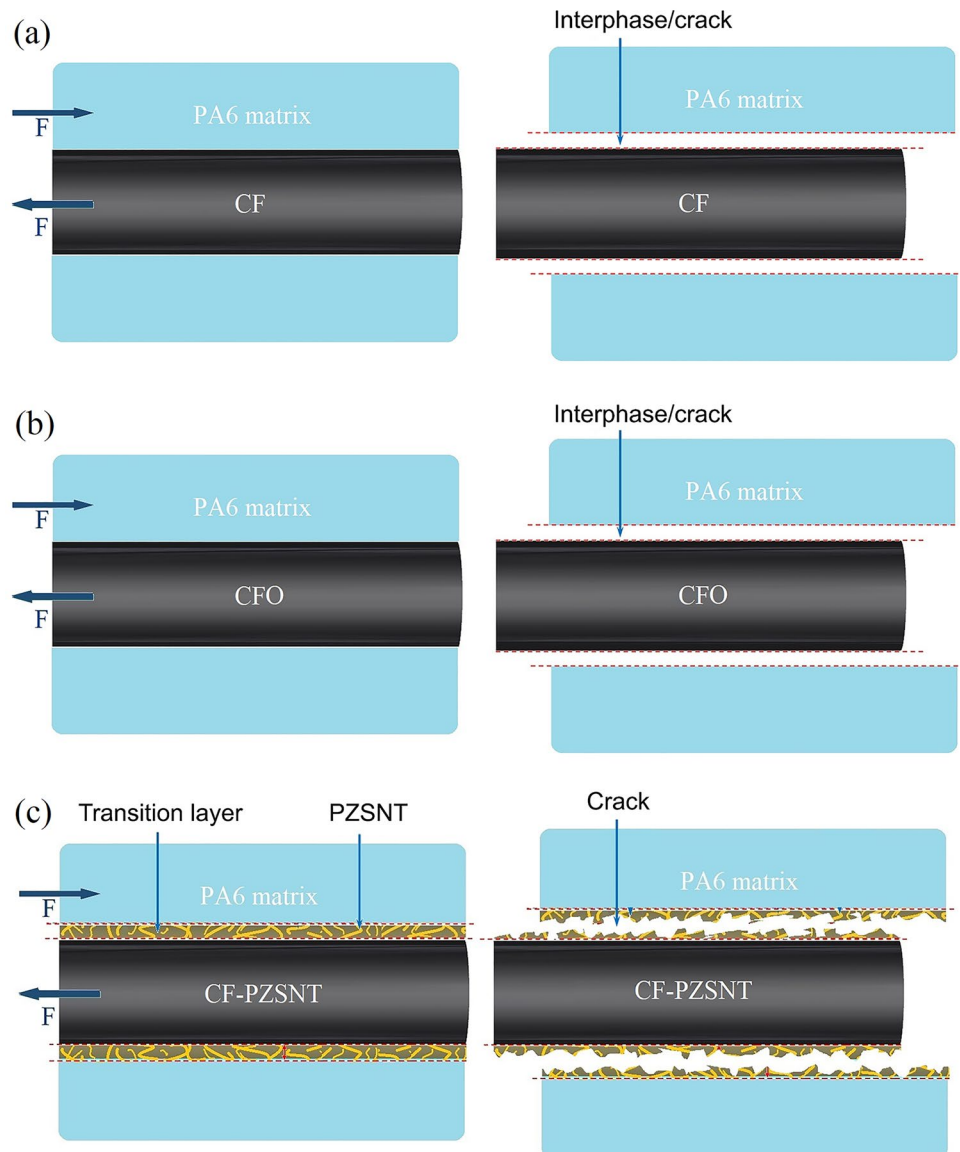 (a)
Interphase/crack
PA6 matrix
PA6 matrix
F
CF
CF
F
(b)
Interphase/crack
PA6 matrix
PA6 matrix
F
CFO
CFO
F
(c)
Transition layer
PZSNT
Crack
PA6 matrix
PA6 matrix
F
CF-PZSNT
CF-PZSNT
F